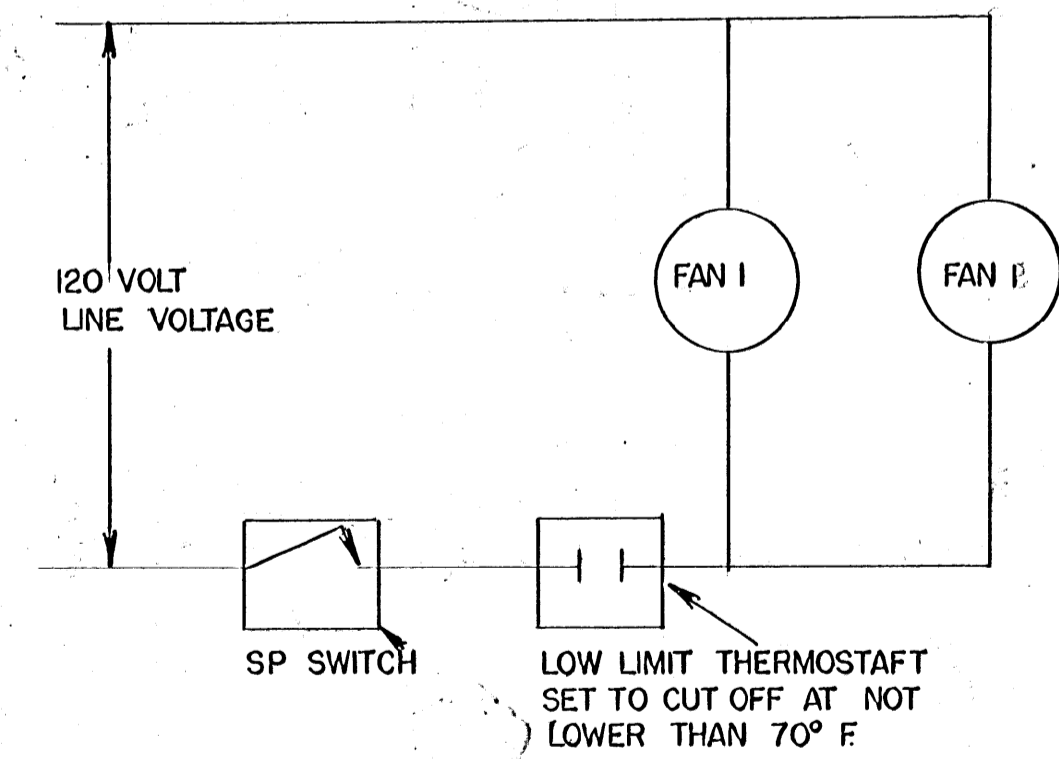 120 VOLT
LINE VOLTAGE
FAN 1
FAN
SP SWITCH
LOW LIMIT THERMOSTAFT
SET TO CUT OFF AT NOT
LOWER THAN 70° F.